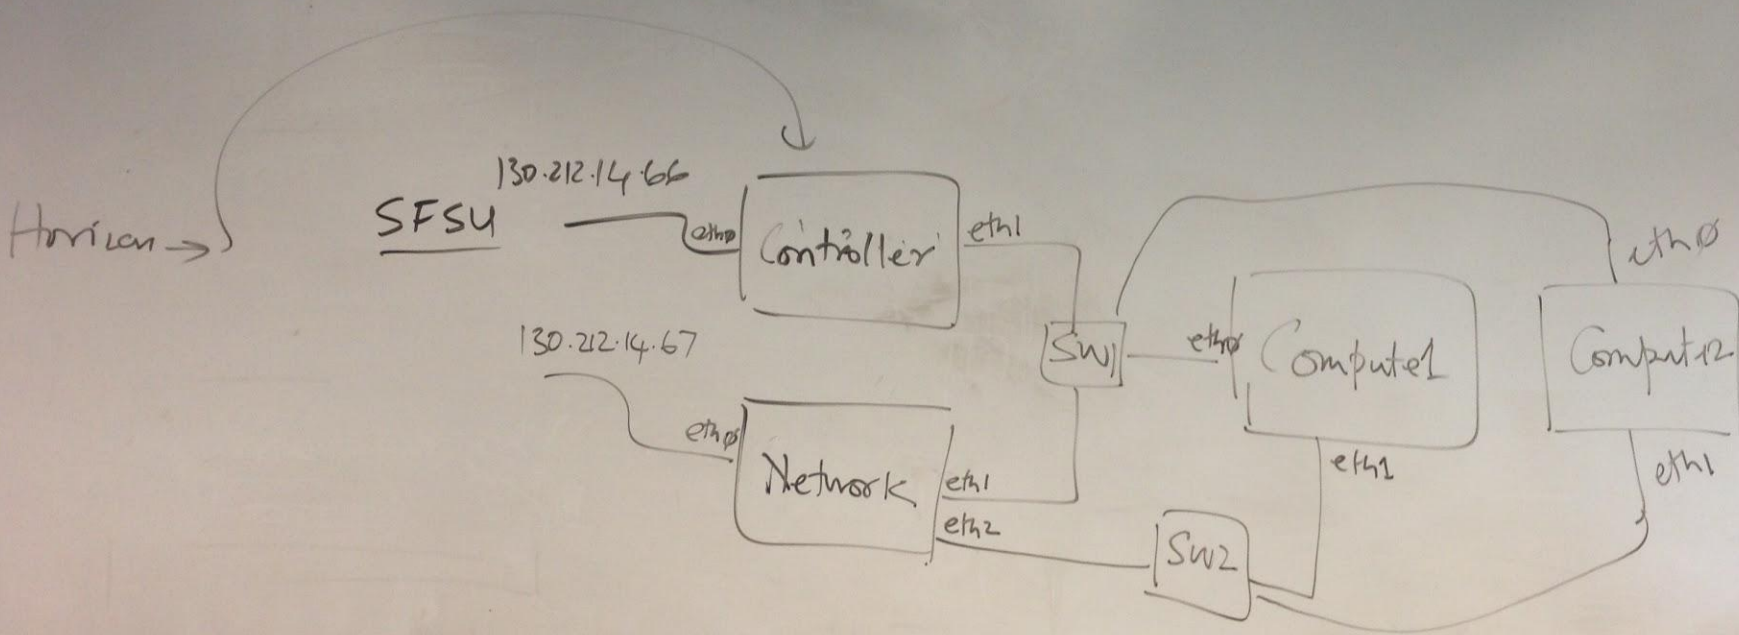 130.212.14.66
Horizon
SFSU
eth0
Controller
eth1
eth0
130.212.14.67
SW1
eth0
Compute1
Compute2
eth0
Network
eth1
eth2
eth1
eth1
SW2